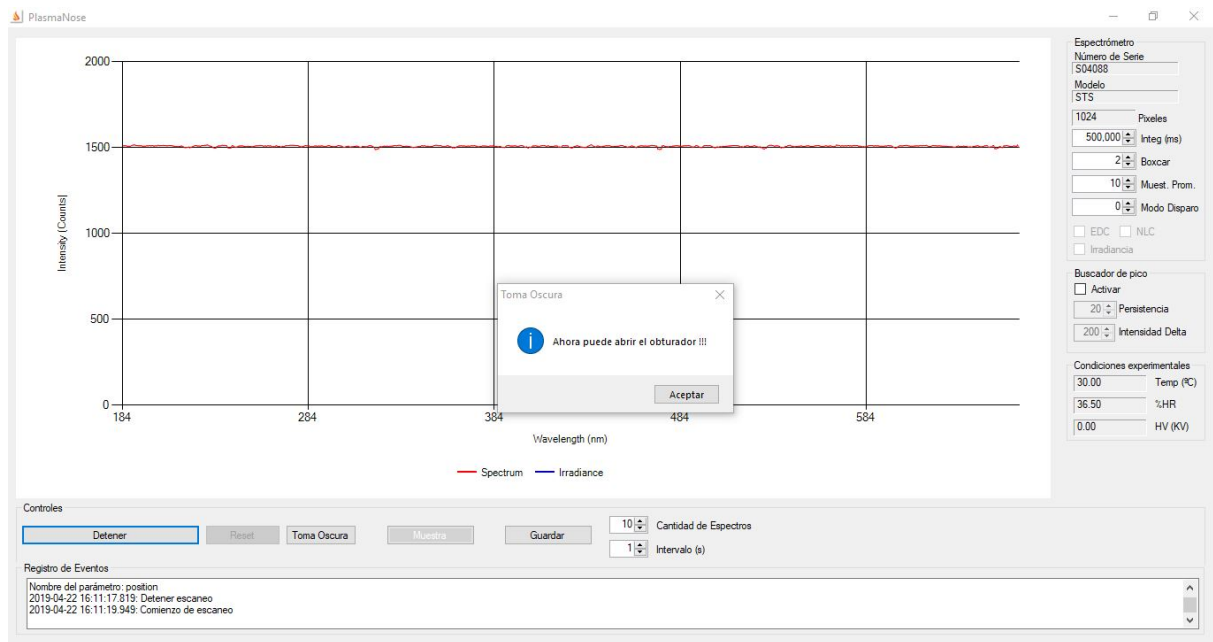 PlasmaNose
2000
1500
1000
500
0
Intensity (Counts)
184
284
384
484
584
Wavelength (nm)
Spectrum
Irradiance
Toma Oscura
Ahora puede abrir el obturador !!!
Aceptar
Espectrómetro
Número de Serie
S04088
Modelo
STS
1024 Pixeles
500,000 Integ (ms)
2 Boxcar
10 Muest. Prom.
0 Modo Disparo
EDC NLC
Irradiancia
Buscador de pico
Activar
20 Persistencia
200 Intensidad Delta
Condiciones experimentales
30.00 Temp (ºC)
36.50 %HR
0.00 HV (KV)
Controles
Detener Reset Toma Oscura Muestra Guardar
10 Cantidad de Espectros
1 Intervalo (s)
Registro de Eventos
Nombre del parámetro: position
2019-04-22 16:11:17.819: Detener escaneo
2019-04-22 16:11:19.949: Comienzo de escaneo